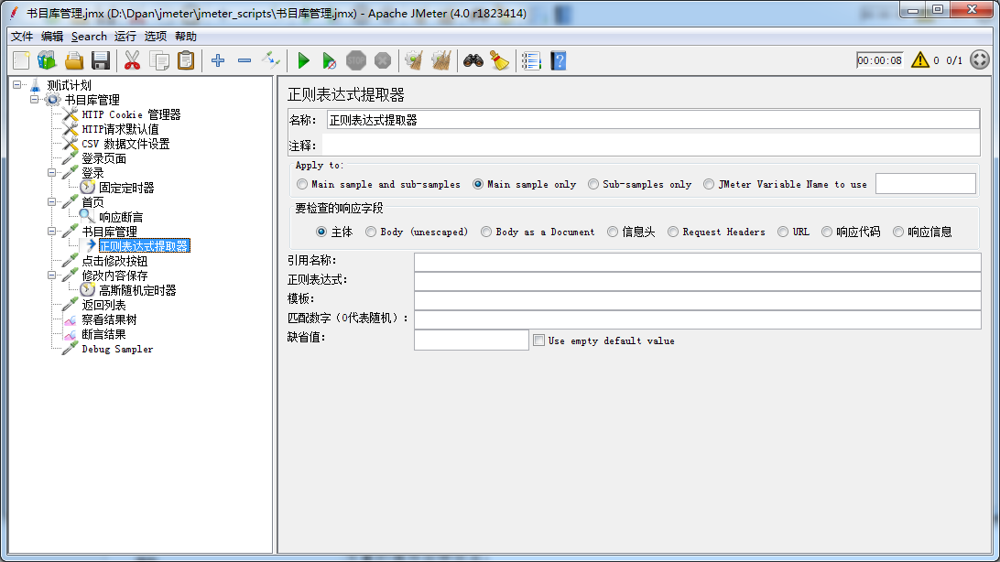 书目库管理.jmx (D:\Dpan\jmeter\jmeter_scripts\书目库管理.jmx) - Apache JMeter (4.0 r1823414)
文件 编辑 Search 运行 选项 帮助
STOP 00:00:08 0 0/1
测试计划
书目库管理
HTTP Cookie 管理器
HTTP请求默认值
CSV 数据文件设置
登录页面
登录
固定定时器
首页
响应断言
书目库管理
正则表达式提取器
点击修改按钮
修改内容保存
高斯随机定时器
返回列表
察看结果树
断言结果
Debug Sampler
正则表达式提取器
名称： 正则表达式提取器
注释：
Apply to:
Main sample and sub-samples Main sample only Sub-samples only JMeter Variable Name to use
要检查的响应字段
主体 Body (unescaped) Body as a Document 信息头 Request Headers URL 响应代码 响应信息
引用名称：
正则表达式：
模板：
匹配数字（0代表随机）：
缺省值： Use empty default value